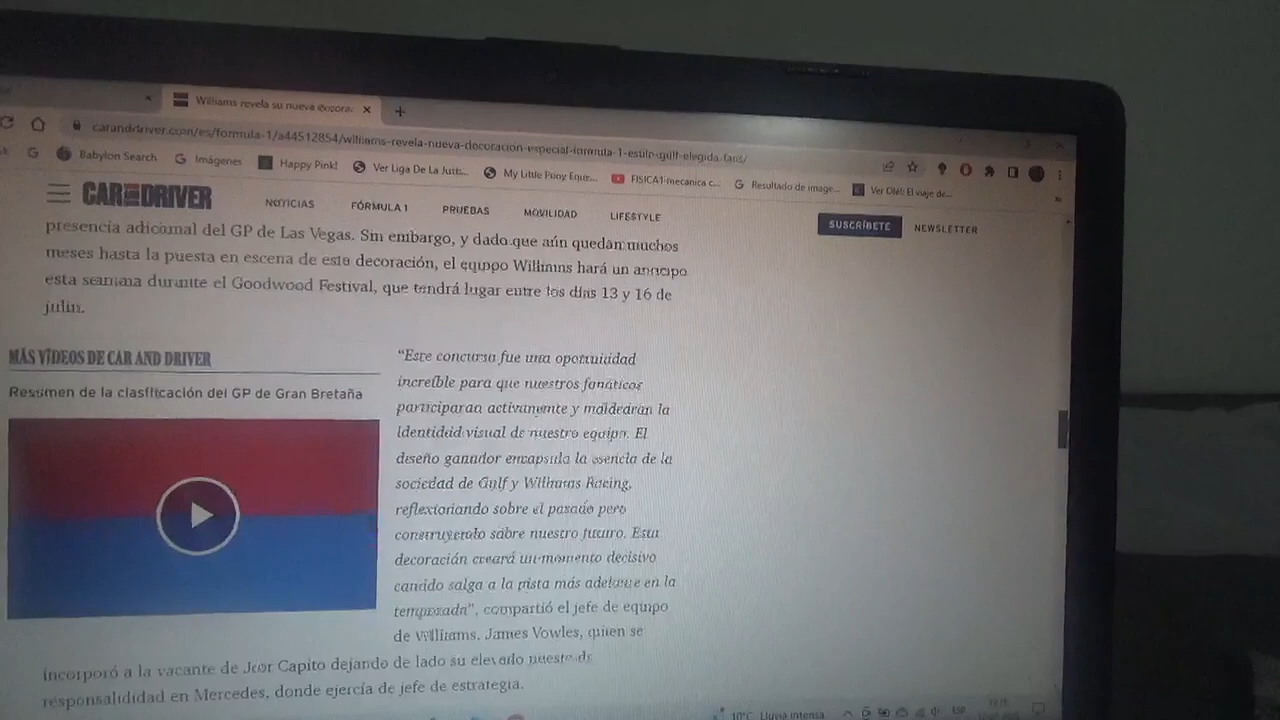 Williams revela su nueva decora
caranddriver.com/es/formula-1/a44512854/williams-revela-nueva-decoracion-especial-formula-1-estilo-gulf-elegida-fans/
Babylon Search Imágenes Happy Pink! Ver Liga De La Justi... My Little Pony Eque... FISICA1-mecanica c... Resultado de image... Ver Olé! El viaje de...
CAR AND DRIVER NOTICIAS FÓRMULA 1 PRUEBAS MOVILIDAD LIFESTYLE SUSCRÍBETE NEWSLETTER
presencia adicional del GP de Las Vegas. Sin embargo, y dado que aún quedan muchos
meses hasta la puesta en escena de esta decoración, el equipo Williams hará un anticipo
esta semana durante el Goodwood Festival, que tendrá lugar entre los días 13 y 16 de
julio.
MÁS VÍDEOS DE CAR AND DRIVER
Resumen de la clasificación del GP de Gran Bretaña
"Este concurso fue una oportunidad
increíble para que nuestros fanáticos
participaran activamente y moldearan la
identidad visual de nuestro equipo. El
diseño ganador encapsula la esencia de la
sociedad de Gulf y Williams Racing,
reflexionando sobre el pasado pero
construyendo sobre nuestro futuro. Esta
decoración creará un momento decisivo
cuando salga a la pista más adelante en la
temporada", compartió el jefe de equipo
de Williams, James Vowles, quien se
incorporó a la vacante de Jost Capito dejando de lado su elevado puesto de
responsabilidad en Mercedes, donde ejercía de jefe de estrategia.
10°C Lluvia intensa ESP